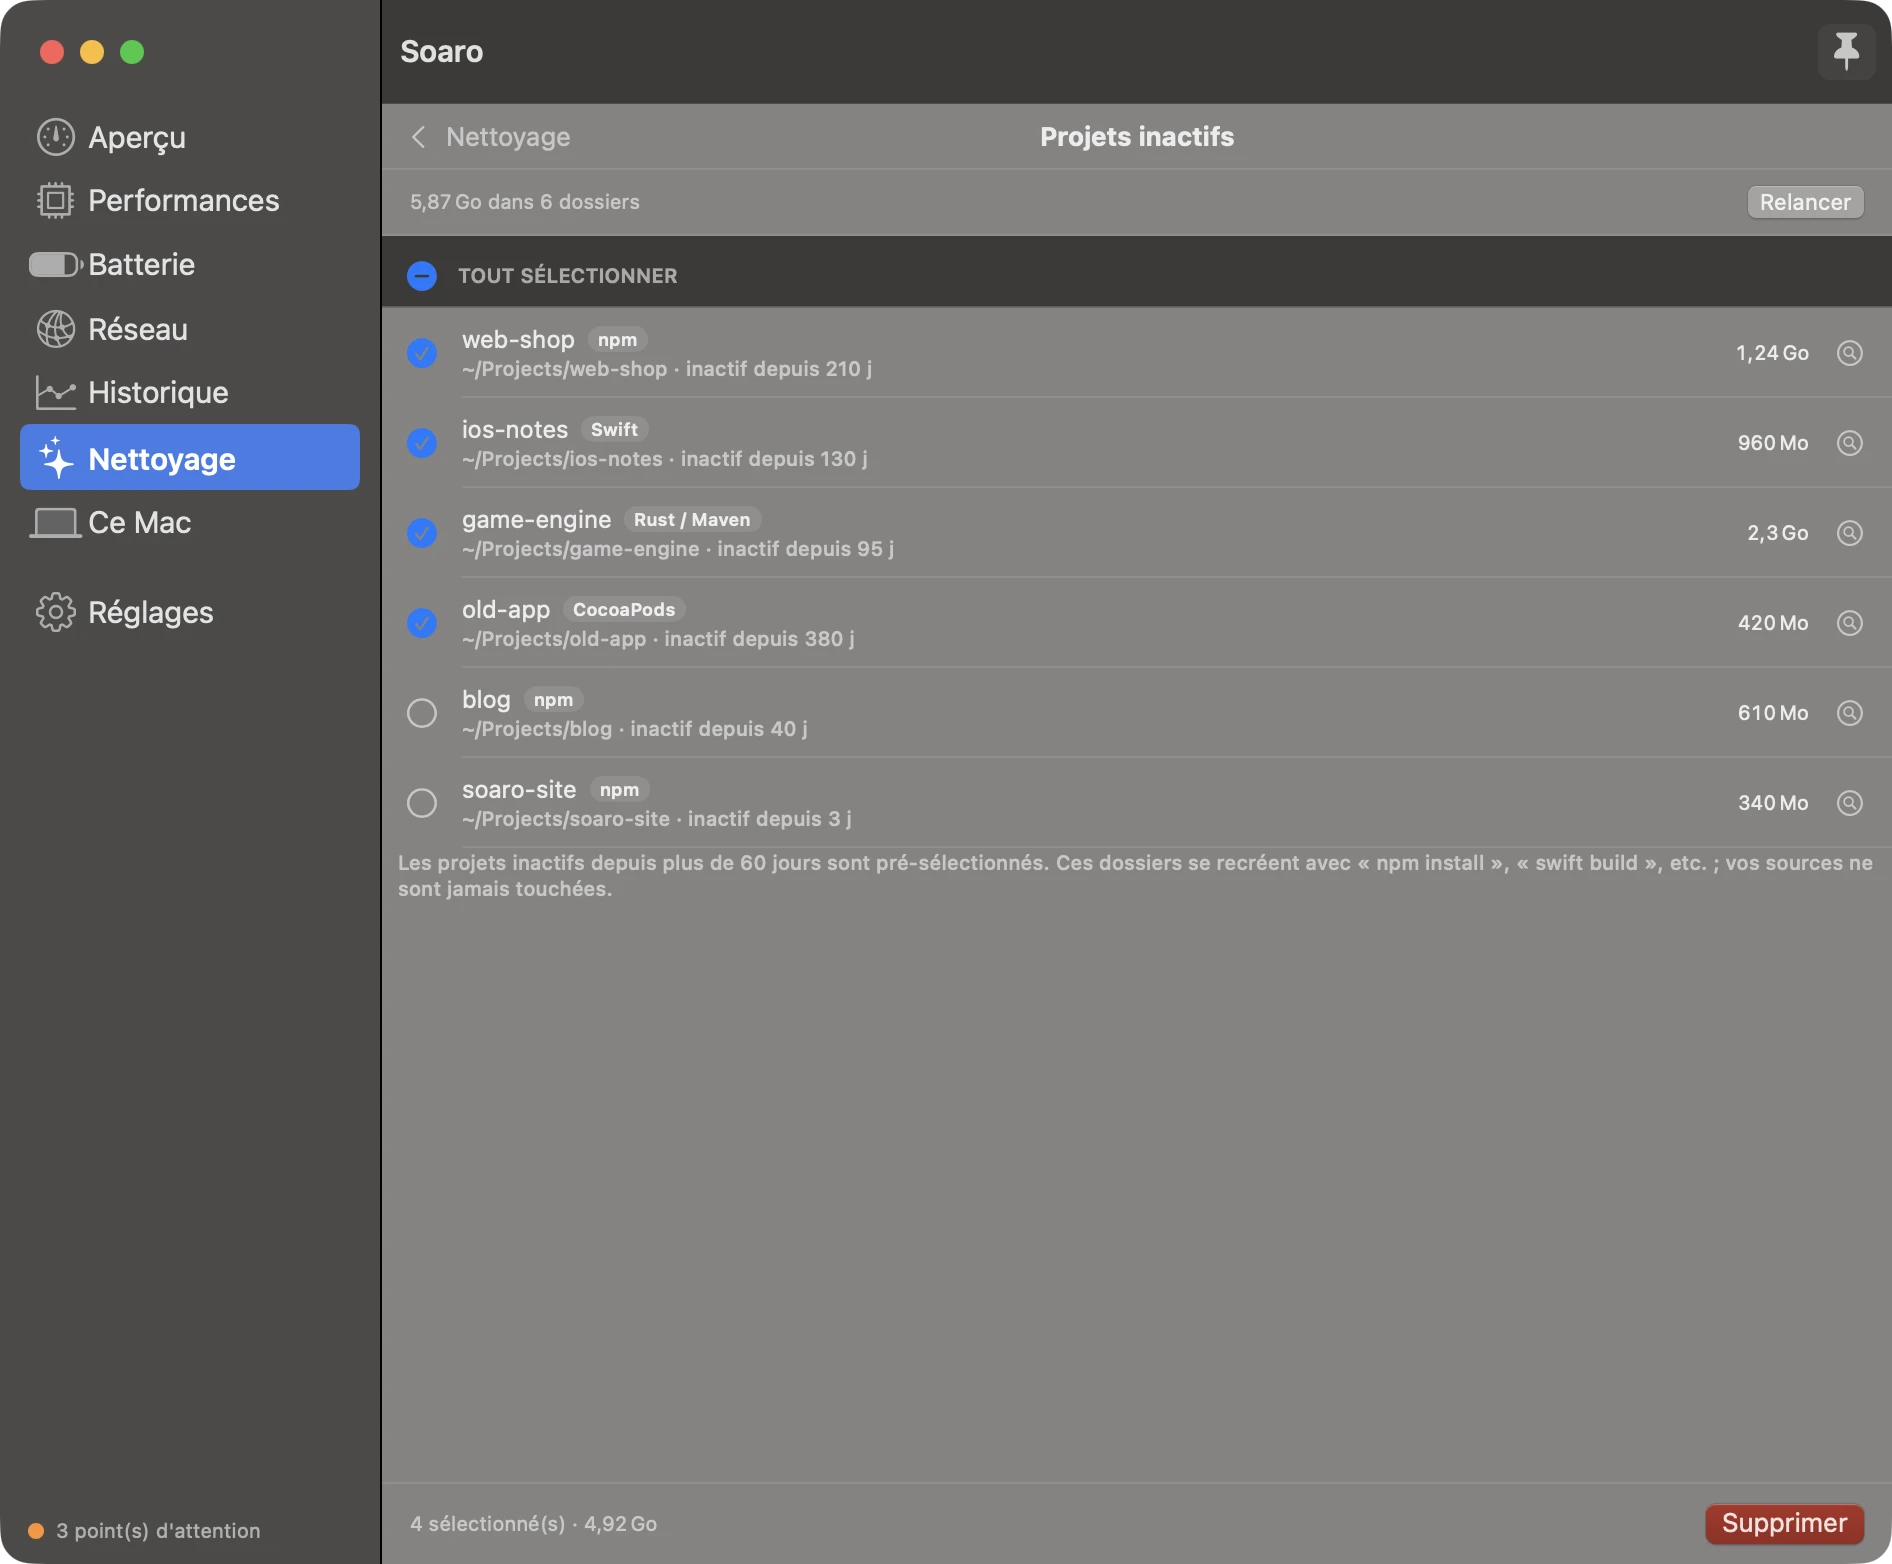 Soaro
Aperçu
Performances
Batterie
Réseau
Historique
Nettoyage
Ce Mac
Réglages
3 point(s) d'attention
Nettoyage
Projets inactifs
5,87 Go dans 6 dossiers
Relancer
TOUT SÉLECTIONNER
web-shop npm
~/Projects/web-shop · inactif depuis 210 j
1,24 Go
ios-notes Swift
~/Projects/ios-notes · inactif depuis 130 j
960 Mo
game-engine Rust / Maven
~/Projects/game-engine · inactif depuis 95 j
2,3 Go
old-app CocoaPods
~/Projects/old-app · inactif depuis 380 j
420 Mo
blog npm
~/Projects/blog · inactif depuis 40 j
610 Mo
soaro-site npm
~/Projects/soaro-site · inactif depuis 3 j
340 Mo
Les projets inactifs depuis plus de 60 jours sont pré-sélectionnés. Ces dossiers se recréent avec « npm install », « swift build », etc. ; vos sources ne
sont jamais touchées.
4 sélectionné(s) · 4,92 Go
Supprimer